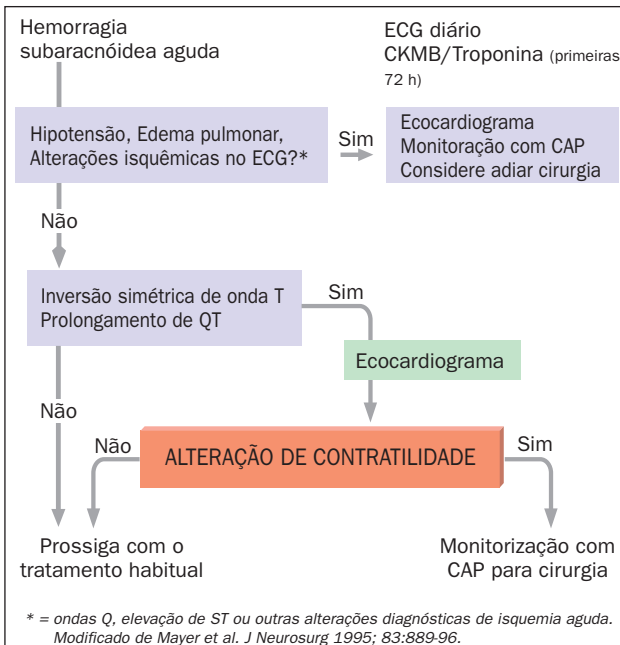 Hemorragia
subaracnóidea aguda
ECG diário
CKMB/Troponina (primeiras
72 h)
Hipotensão, Edema pulmonar,
Alterações isquêmicas no ECG?*
Sim
Ecocardiograma
Monitoração com CAP
Considere adiar cirurgia
Não
Inversão simétrica de onda T
Prolongamento de QT
Sim
Ecocardiograma
Não
Não
ALTERAÇÃO DE CONTRATILIDADE
Sim
Prossiga com o
tratamento habitual
Monitorização com
CAP para cirurgia
* = ondas Q, elevação de ST ou outras alterações diagnósticas de isquemia aguda.
Modificado de Mayer et al. J Neurosurg 1995; 83:889-96.